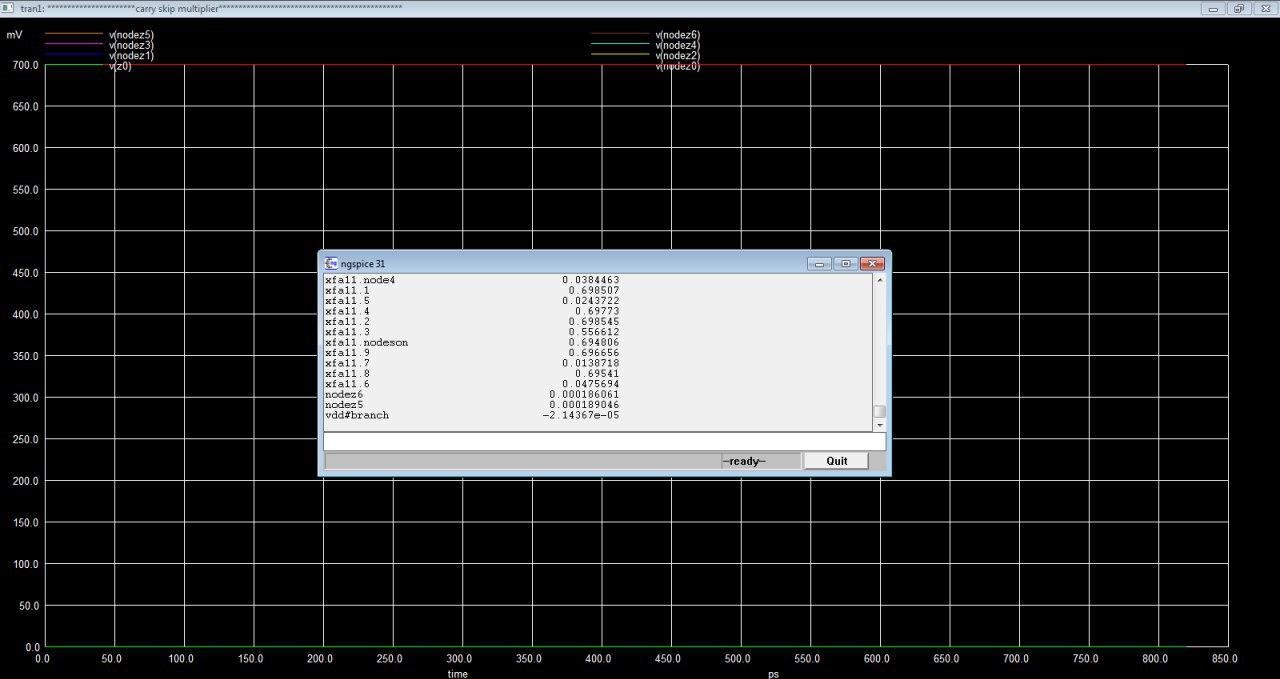 tran1: **********************carry skip multiplier**********************************************
mV
v(nodez5) v(nodez6)
v(nodez3) v(nodez4)
v(nodez1) v(nodez2)
v(z0) v(nodez0)
700.0
650.0
600.0
550.0
500.0
450.0
400.0
350.0
300.0
250.0
200.0
150.0
100.0
50.0
0.0
ngspice 31
xfa11.node4 0.0384463
xfa11.1 0.698507
xfa11.5 0.0243722
xfa11.4 0.69773
xfa11.2 0.698545
xfa11.3 0.556612
xfa11.nodeson 0.694806
xfa11.9 0.696656
xfa11.7 0.0138718
xfa11.8 0.69541
xfa11.6 0.0475694
nodez6 0.000186061
nodez5 0.000189046
vdd#branch -2.14367e-05
--ready-- Quit
0.0 50.0 100.0 150.0 200.0 250.0 300.0 350.0 400.0 450.0 500.0 550.0 600.0 650.0 700.0 750.0 800.0 850.0
time ps